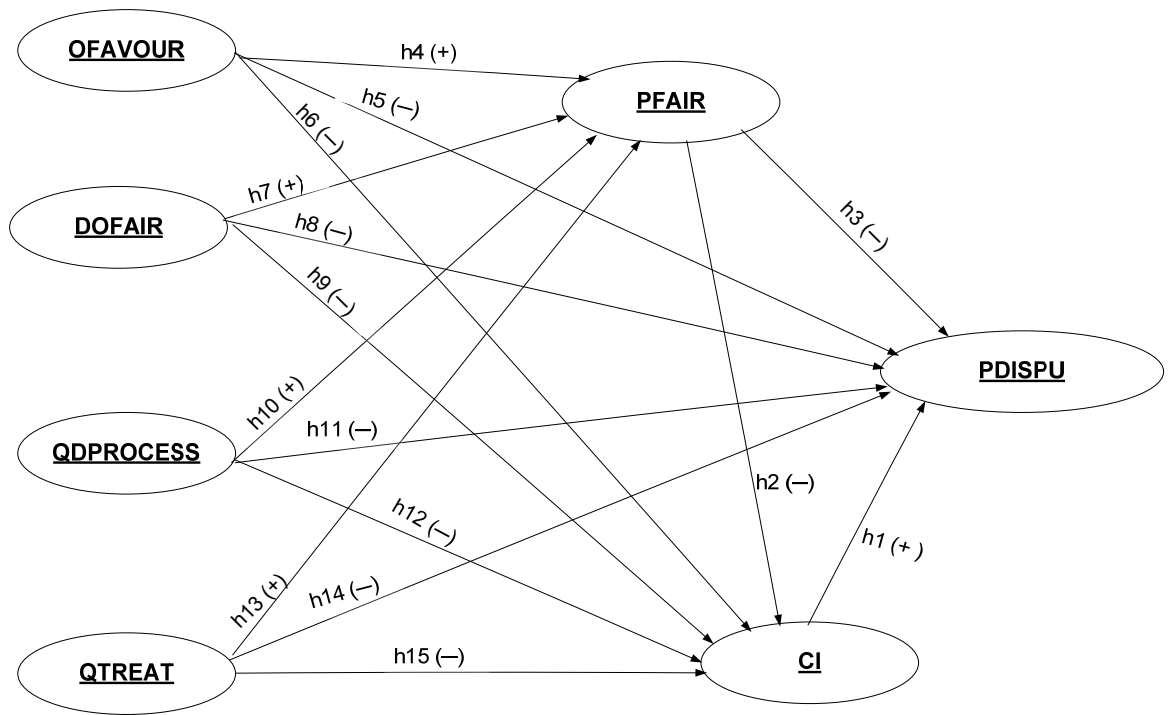 OFAVOUR
h4 (+)
PFAIR
h5 (–)
h6 (–)
h7 (+)
DOFAIR
h8 (–)
h3 (–)
h9 (–)
PDISPU
h10 (+)
h11 (–)
QDPROCESS
h2 (–)
h12 (–)
h1 (+ )
h13 (+)
h14 (–)
h15 (–)
QTREAT
CI